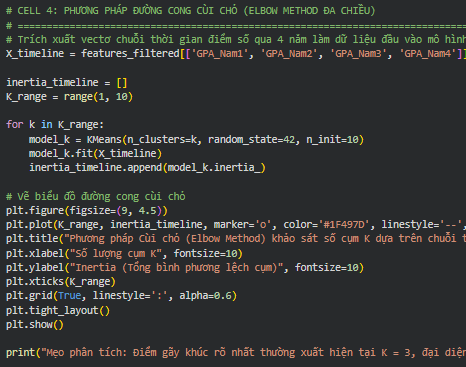 # CELL 4: PHƯƠNG PHÁP ĐƯỜNG CONG CÙI CHỎ (ELBOW METHOD ĐA CHIỀU)
# ==============================================================================
# Trích xuất vectơ chuỗi thời gian điểm số qua 4 năm làm dữ liệu đầu vào mô hình
X_timeline = features_filtered[['GPA_Nam1', 'GPA_Nam2', 'GPA_Nam3', 'GPA_Nam4']]
inertia_timeline = []
K_range = range(1, 10)
for k in K_range:
    model_k = KMeans(n_clusters=k, random_state=42, n_init=10)
    model_k.fit(X_timeline)
    inertia_timeline.append(model_k.inertia_)
# Vẽ biểu đồ đường cong cùi chỏ
plt.figure(figsize=(9, 4.5))
plt.plot(K_range, inertia_timeline, marker='o', color='#1F497D', linestyle='--',
plt.title("Phương pháp Cùi chỏ (Elbow Method) khảo sát số cụm K dựa trên chuỗi
plt.xlabel("Số lượng cụm K", fontsize=10)
plt.ylabel("Inertia (Tổng bình phương lệch cụm)", fontsize=10)
plt.xticks(K_range)
plt.grid(True, linestyle=':', alpha=0.6)
plt.tight_layout()
plt.show()
print("Mẹo phân tích: Điểm gãy khúc rõ nhất thường xuất hiện tại K = 3, đại diện